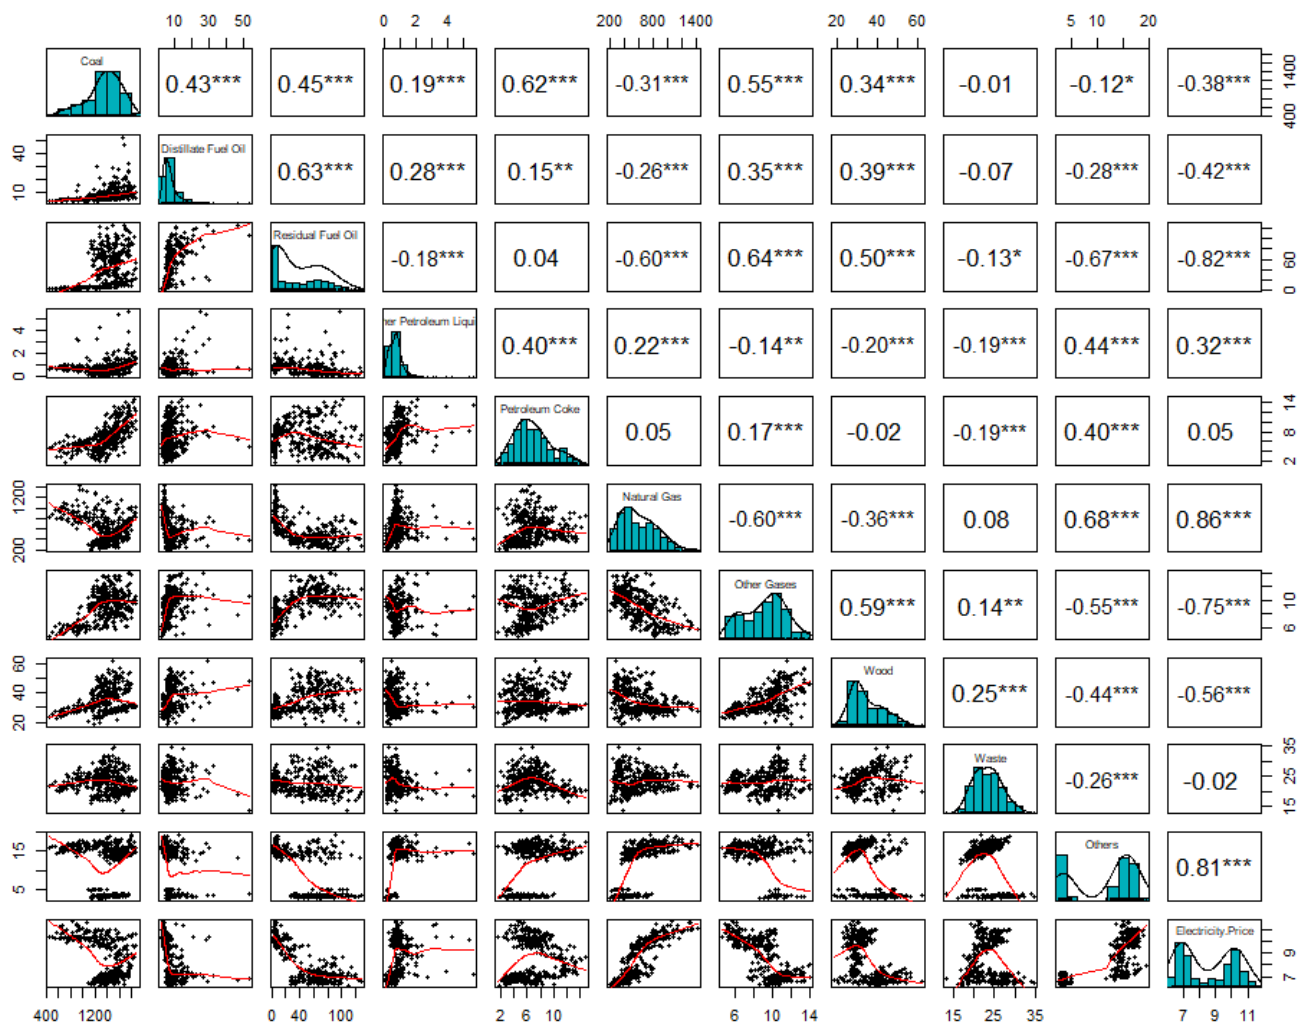 10 30 50 0 2 4 200 800 1400 20 40 60 5 10 20
Coal 0.43*** 0.45*** 0.19*** 0.62*** -0.31*** 0.55*** 0.34*** -0.01 -0.12* -0.38*** 400 1400
10 40 Distillate Fuel Oil 0.63*** 0.28*** 0.15** -0.26*** 0.35*** 0.39*** -0.07 -0.28*** -0.42***
Residual Fuel Oil -0.18*** 0.04 -0.60*** 0.64*** 0.50*** -0.13* -0.67*** -0.82*** 0 60
0 2 4 her Petroleum Liqui 0.40*** 0.22*** -0.14** -0.20*** -0.19*** 0.44*** 0.32***
Petroleum Coke 0.05 0.17*** -0.02 -0.19*** 0.40*** 0.05 2 8 14
200 1200 Natural Gas -0.60*** -0.36*** 0.08 0.68*** 0.86***
Other Gases 0.59*** 0.14** -0.55*** -0.75*** 6 10
20 40 60 Wood 0.25*** -0.44*** -0.56***
Waste -0.26*** -0.02 15 25 35
5 15 Others 0.81***
Electricity.Price 7 9
400 1200 0 40 100 2 6 10 6 10 14 15 25 35 7 9 11